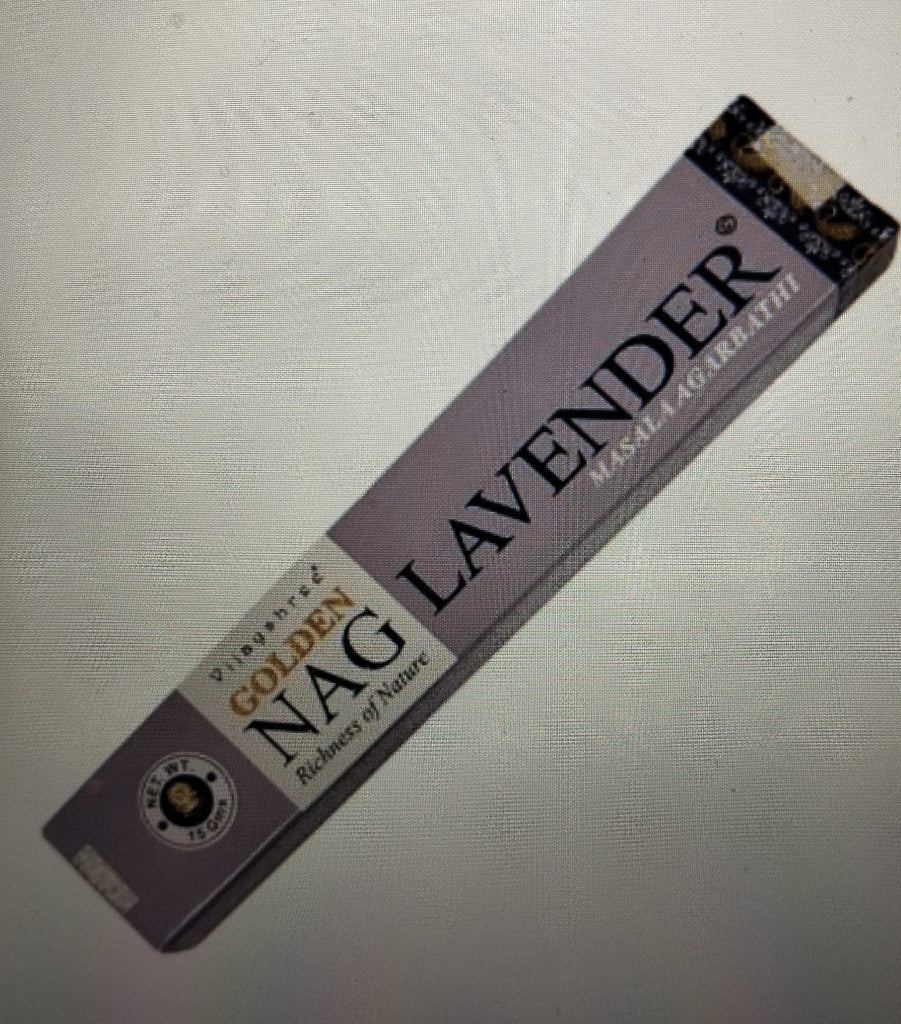 Vijayshree
GOLDEN
NAG
Richness of Nature
LAVENDER
®
MASALA AGARBATHI
NET. WT.
15 GMs